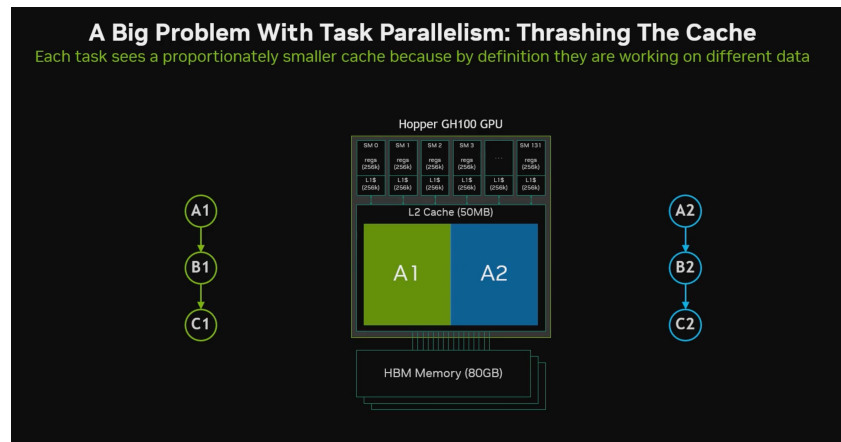 A Big Problem With Task Parallelism: Thrashing The Cache
Each task sees a proportionately smaller cache because by definition they are working on different data
Hopper GH100 GPU
SM 0
regs
(256k)
L1$
(256k)
SM 1
regs
(256k)
L1$
(256k)
SM 2
regs
(256k)
L1$
(256k)
SM 3
regs
(256k)
L1$
(256k)
...
regs
(256k)
L1$
(256k)
SM 131
regs
(256k)
L1$
(256k)
L2 Cache (50MB)
A1
A2
HBM Memory (80GB)
A1
B1
C1
A2
B2
C2